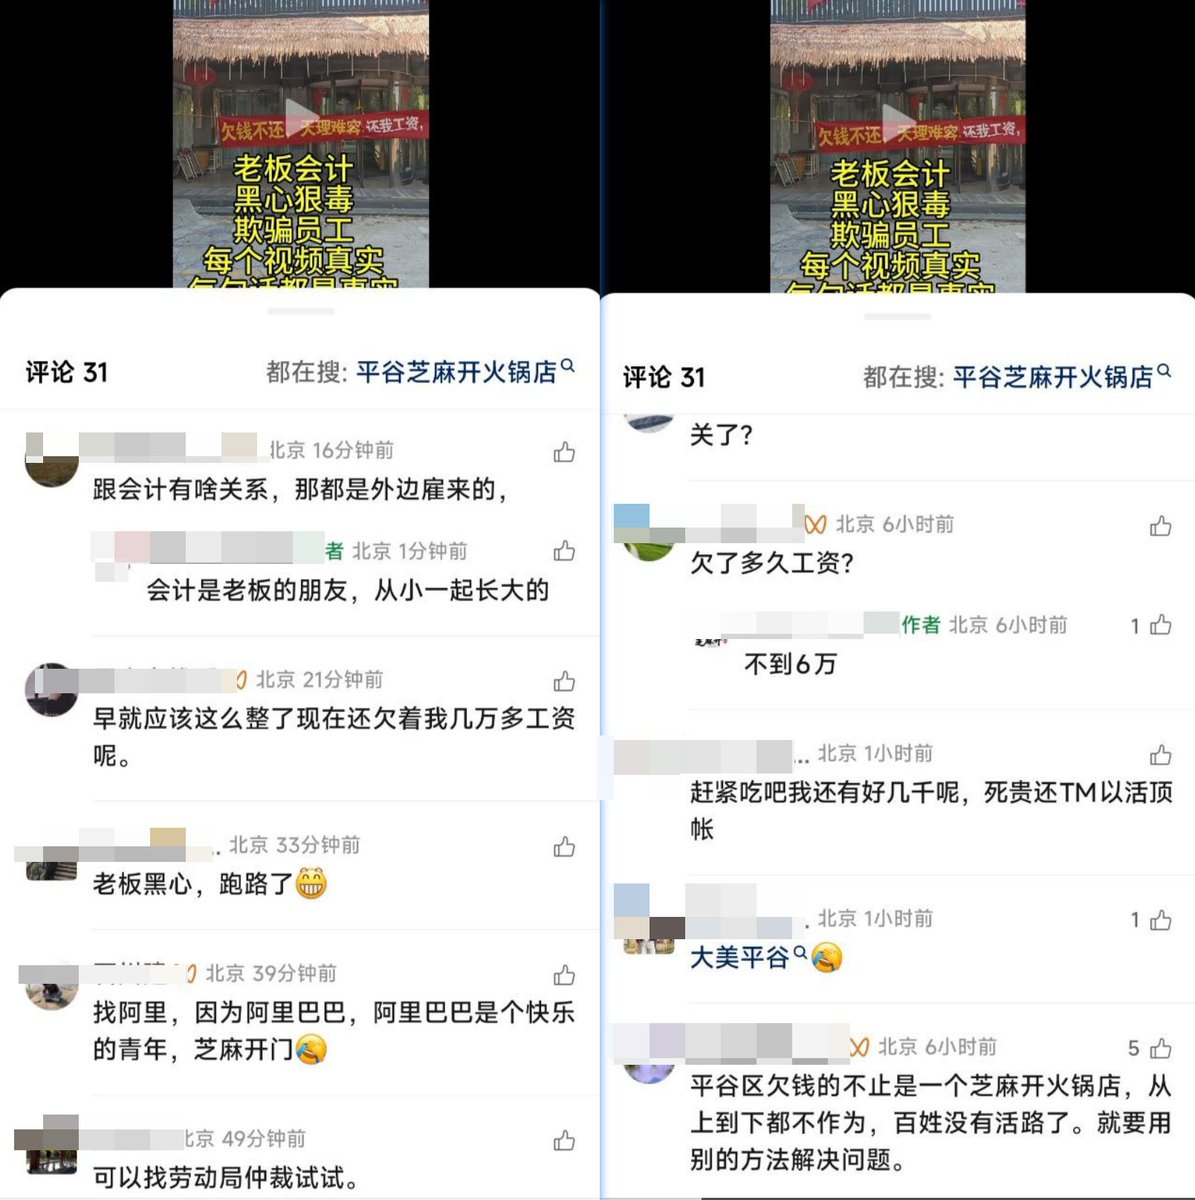 欠钱不还 天理难容 还我工资，
老板会计
黑心狠毒
欺骗员工
每个视频真实
每句话都是真实
评论 31
都在搜: 平谷芝麻开火锅店
北京 16分钟前
跟会计有啥关系，那都是外边雇来的，
者 北京 1分钟前
会计是老板的朋友，从小一起长大的
北京 21分钟前
早就应该这么整了现在还欠着我几万多工资
呢。
北京 33分钟前
老板黑心，跑路了
北京 39分钟前
找阿里，因为阿里巴巴，阿里巴巴是个快乐
的青年，芝麻开门
北京 49分钟前
可以找劳动局仲裁试试。
欠钱不还 天理难容 还我工资，
老板会计
黑心狠毒
欺骗员工
每个视频真实
每句话都是真实
评论 31
都在搜: 平谷芝麻开火锅店
关了?
北京 6小时前
欠了多久工资?
作者 北京 6小时前 1
不到6万
... 北京 1小时前
赶紧吃吧我还有好几千呢，死贵还TM以活顶
帐
北京 1小时前 1
大美平谷
北京 6小时前 5
平谷区欠钱的不止是一个芝麻开火锅店，从
上到下都不作为，百姓没有活路了。就要用
别的方法解决问题。